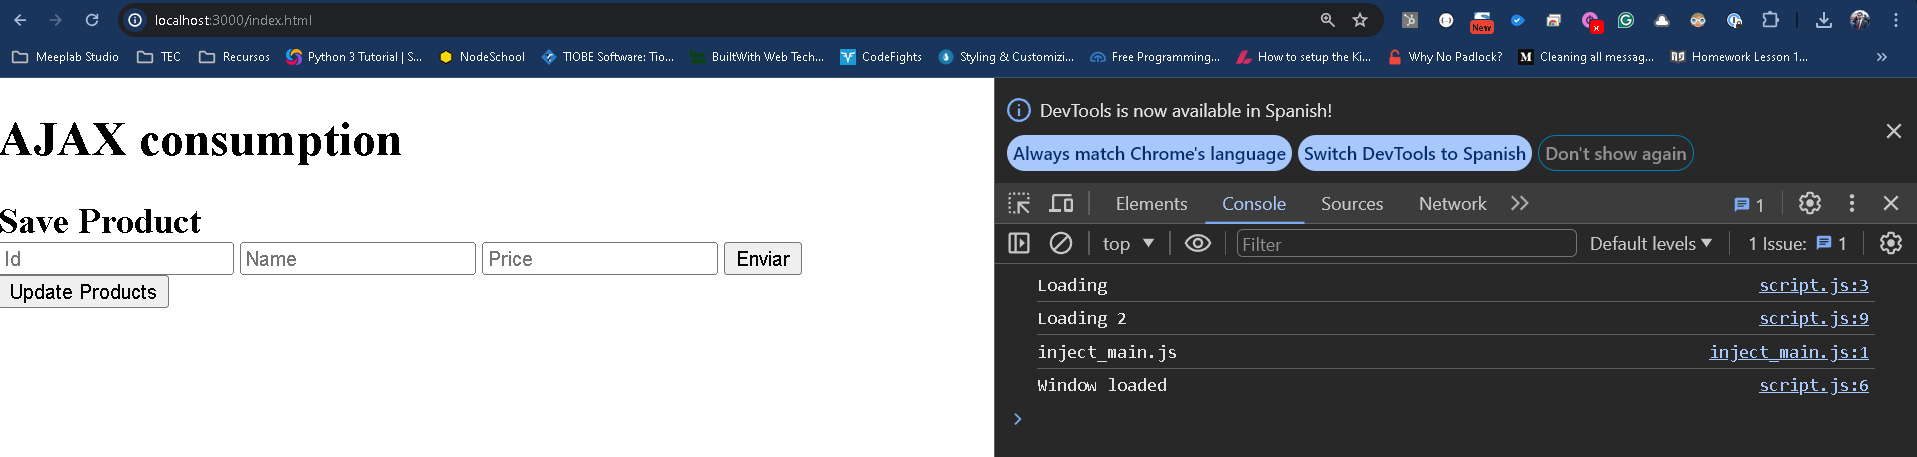 localhost:3000/index.html
New
x
Meeplab Studio TEC Recursos Python 3 Tutorial | S... NodeSchool TIOBE Software: Tio... BuiltWith Web Tech... CodeFights Styling & Customizi... Free Programming... How to setup the Ki... Why No Padlock? Cleaning all messag... Homework Lesson 1...
AJAX consumption
Save Product
Id Name Price Enviar
Update Products
DevTools is now available in Spanish!
Always match Chrome's language Switch DevTools to Spanish Don't show again
Elements Console Sources Network 1
top Filter Default levels 1 Issue: 1
Loading script.js:3
Loading 2 script.js:9
inject_main.js inject_main.js:1
Window loaded script.js:6